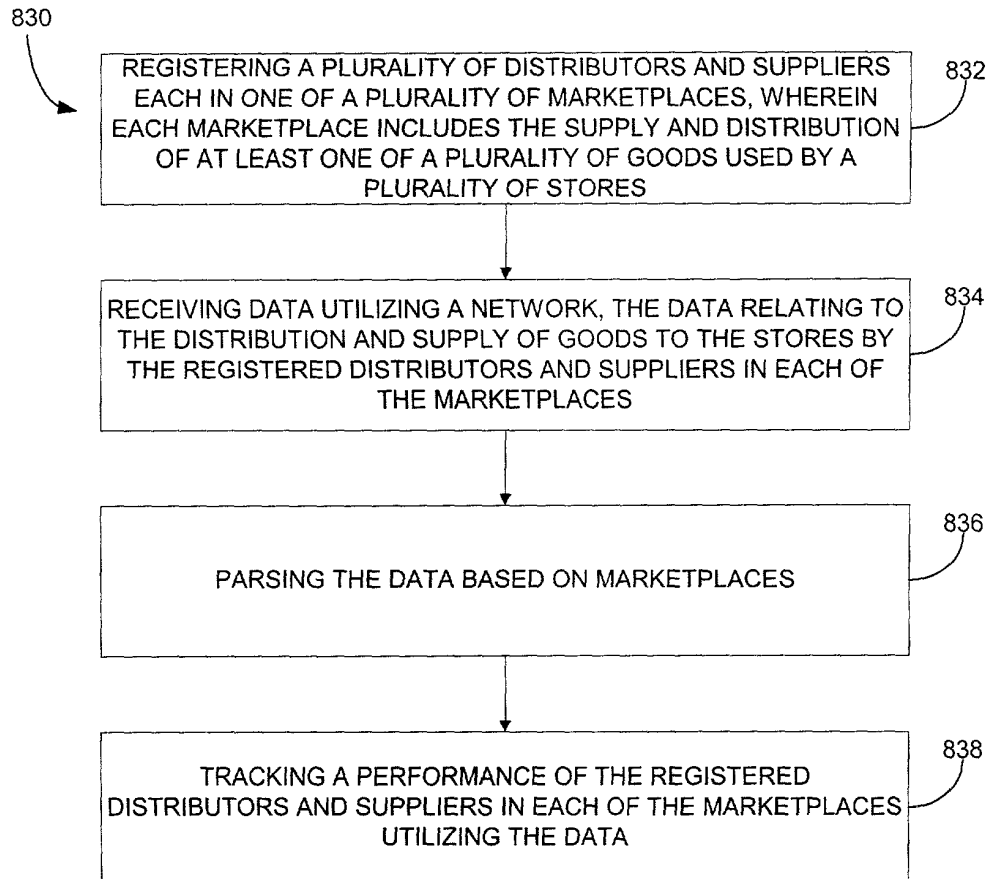 830
REGISTERING A PLURALITY OF DISTRIBUTORS AND SUPPLIERS
EACH IN ONE OF A PLURALITY OF MARKETPLACES, WHEREIN
EACH MARKETPLACE INCLUDES THE SUPPLY AND DISTRIBUTION
OF AT LEAST ONE OF A PLURALITY OF GOODS USED BY A
PLURALITY OF STORES
832
RECEIVING DATA UTILIZING A NETWORK, THE DATA RELATING TO
THE DISTRIBUTION AND SUPPLY OF GOODS TO THE STORES BY
THE REGISTERED DISTRIBUTORS AND SUPPLIERS IN EACH OF
THE MARKETPLACES
834
PARSING THE DATA BASED ON MARKETPLACES
836
TRACKING A PERFORMANCE OF THE REGISTERED
DISTRIBUTORS AND SUPPLIERS IN EACH OF THE MARKETPLACES
UTILIZING THE DATA
838